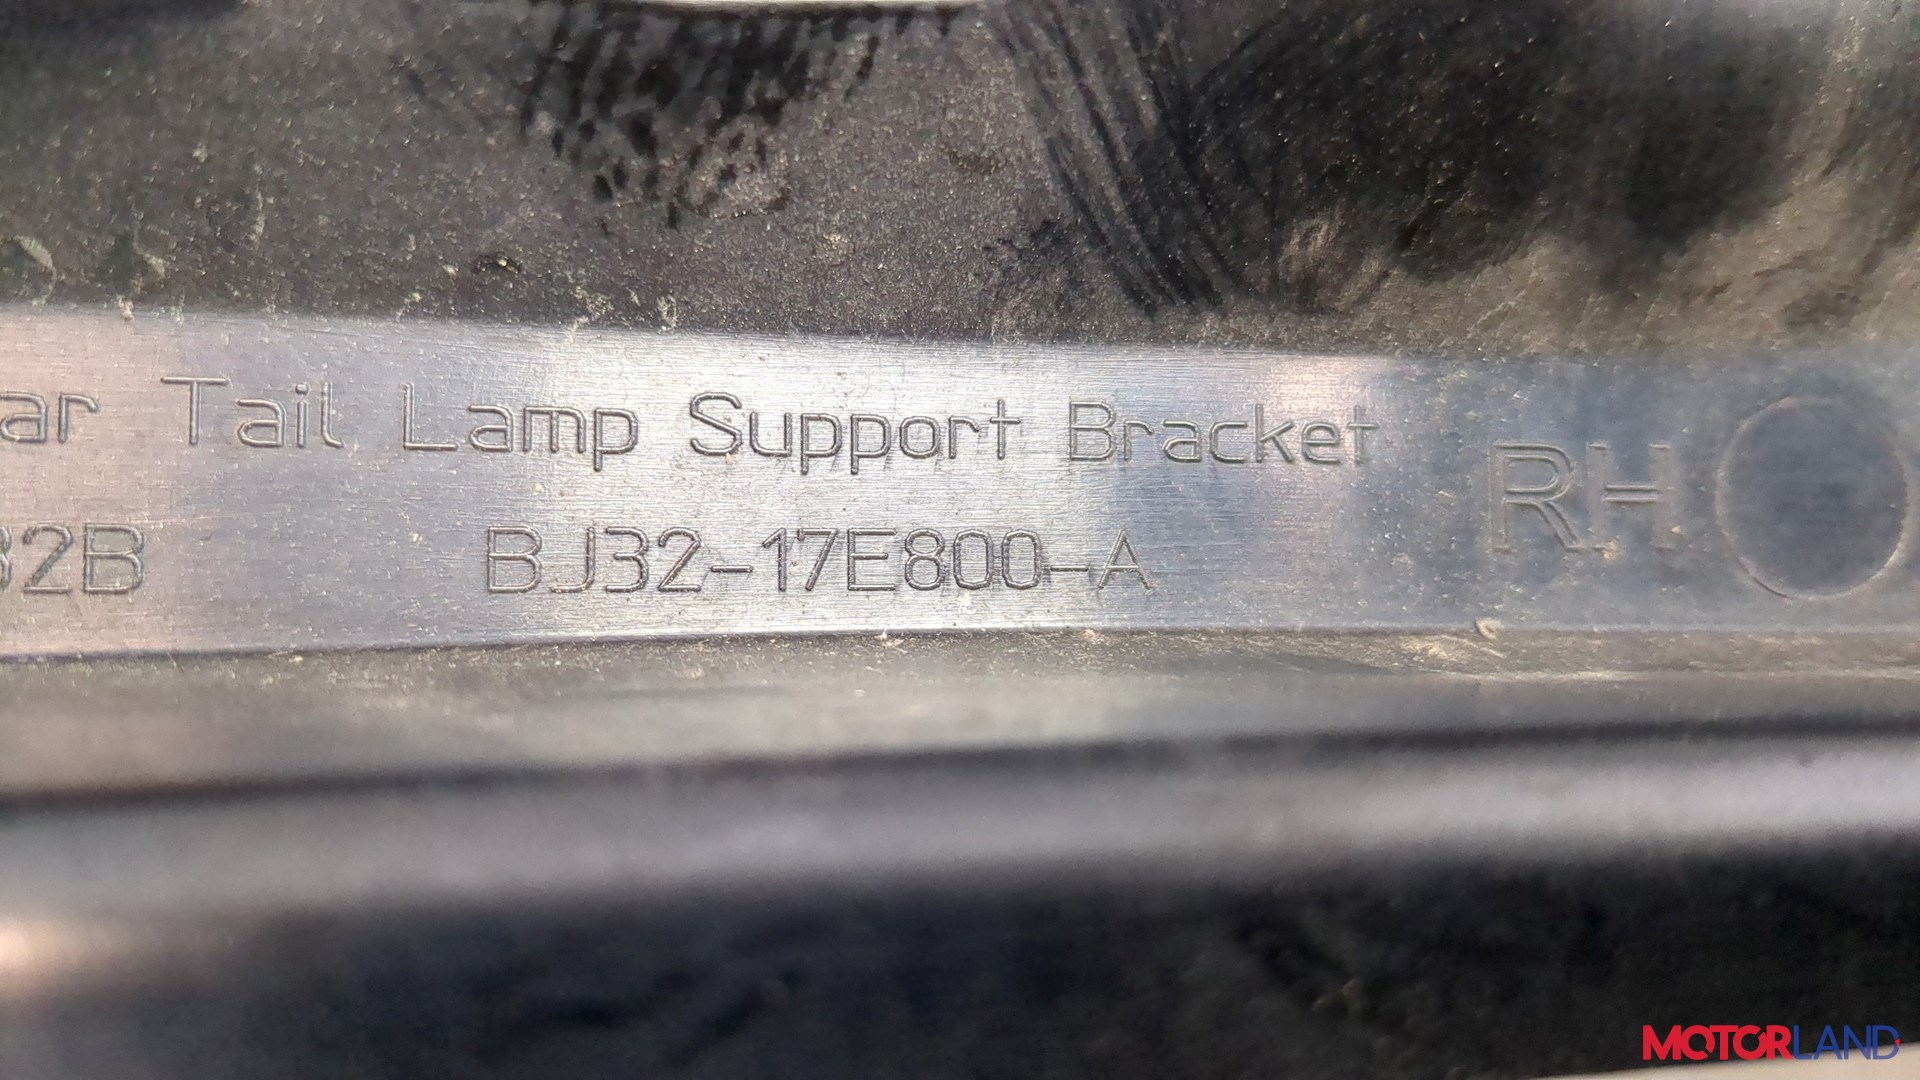 ar Tail Lamp Support Bracket
RH
32B BJ32-17E800-A
MOTORLAND